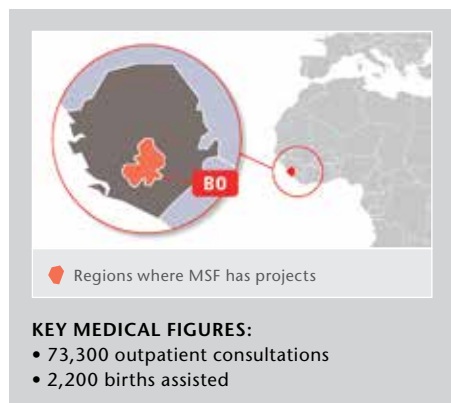 BO
Regions where MSF has projects
KEY MEDICAL FIGURES:
• 73,300 outpatient consultations
• 2,200 births assisted